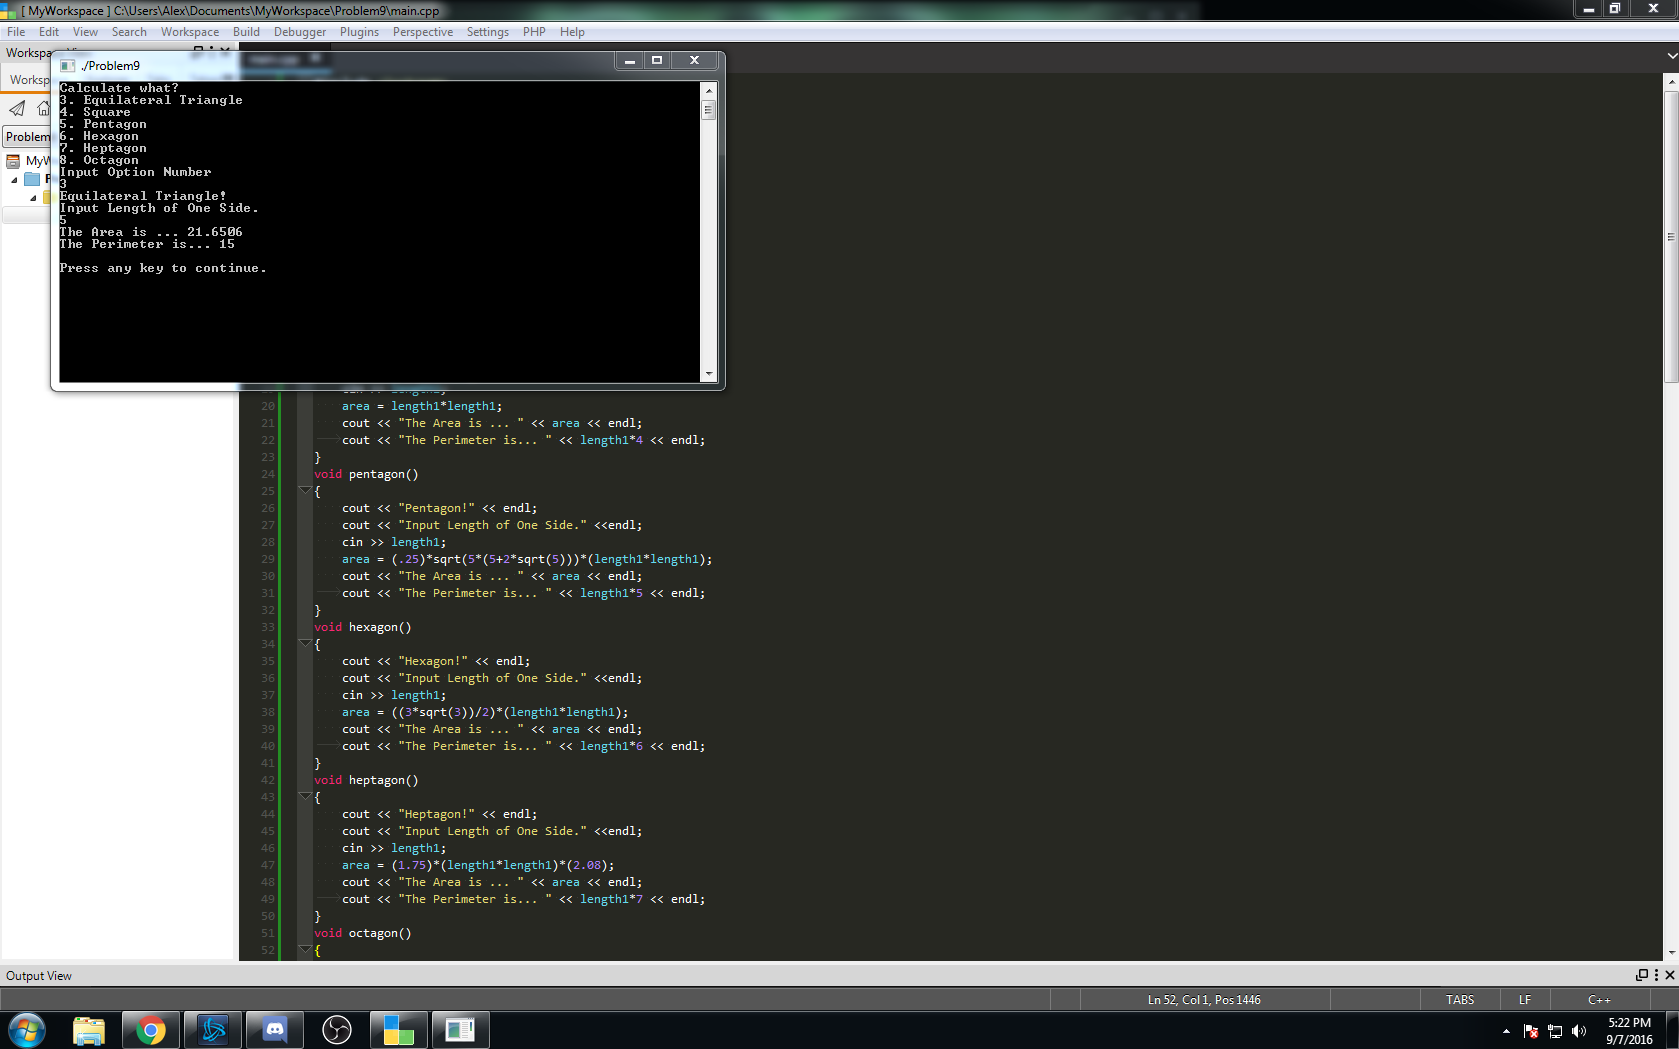 [ MyWorkspace ] C:\Users\Alex\Documents\MyWorkspace\Problem9\main.cpp
File Edit View Search Workspace Build Debugger Plugins Perspective Settings PHP Help
Workspa
./Problem9
Worksp
Problem
MyW
Calculate what?
3. Equilateral Triangle
4. Square
5. Pentagon
6. Hexagon
7. Heptagon
8. Octagon
Input Option Number
3
Equilateral Triangle!
Input Length of One Side.
5
The Area is ... 21.6506
The Perimeter is... 15
Press any key to continue.
20 area = length1*length1;
21 cout << "The Area is ... " << area << endl;
22 cout << "The Perimeter is... " << length1*4 << endl;
23 }
24 void pentagon()
25 {
26 cout << "Pentagon!" << endl;
27 cout << "Input Length of One Side." <<endl;
28 cin >> length1;
29 area = (.25)*sqrt(5*(5+2*sqrt(5)))*(length1*length1);
30 cout << "The Area is ... " << area << endl;
31 cout << "The Perimeter is... " << length1*5 << endl;
32 }
33 void hexagon()
34 {
35 cout << "Hexagon!" << endl;
36 cout << "Input Length of One Side." <<endl;
37 cin >> length1;
38 area = ((3*sqrt(3))/2)*(length1*length1);
39 cout << "The Area is ... " << area << endl;
40 cout << "The Perimeter is... " << length1*6 << endl;
41 }
42 void heptagon()
43 {
44 cout << "Heptagon!" << endl;
45 cout << "Input Length of One Side." <<endl;
46 cin >> length1;
47 area = (1.75)*(length1*length1)*(2.08);
48 cout << "The Area is ... " << area << endl;
49 cout << "The Perimeter is... " << length1*7 << endl;
50 }
51 void octagon()
52 {
Output View
Ln 52, Col 1, Pos 1446 TABS LF C++
5:22 PM
9/7/2016